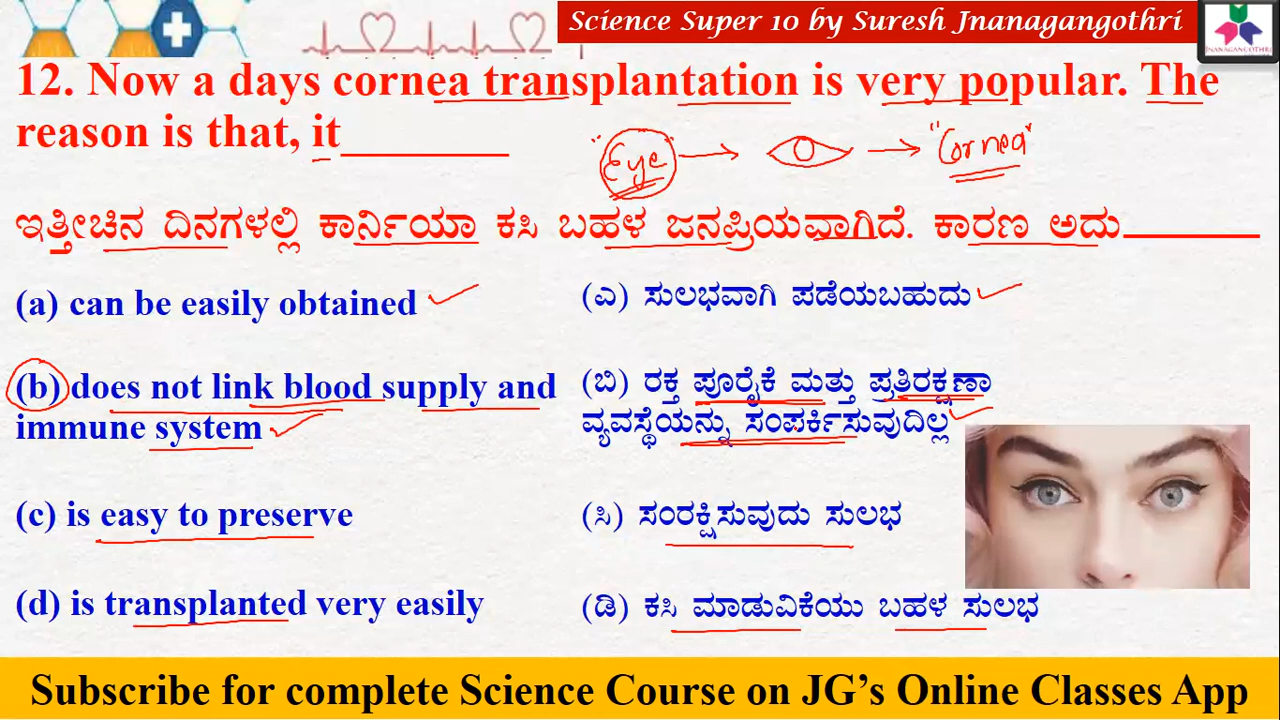 Science Super 10 by Suresh Jnanagangothri
JNANAGANGOTHRI
12. Now a days cornea transplantation is very popular. The
reason is that, it________
"Eye" → → "Cornea"
ಇತ್ತೀಚಿನ ದಿನಗಳಲ್ಲಿ ಕಾರ್ನಿಯಾ ಕಸಿ ಬಹಳ ಜನಪ್ರಿಯವಾಗಿದೆ. ಕಾರಣ ಅದು________
(a) can be easily obtained
(ಎ) ಸುಲಭವಾಗಿ ಪಡೆಯಬಹುದು
(b) does not link blood supply and
immune system
(ಬಿ) ರಕ್ತ ಪೂರೈಕೆ ಮತ್ತು ಪ್ರತಿರಕ್ಷಣಾ
ವ್ಯವಸ್ಥೆಯನ್ನು ಸಂಪರ್ಕಿಸುವುದಿಲ್ಲ
(c) is easy to preserve
(ಸಿ) ಸಂರಕ್ಷಿಸುವುದು ಸುಲಭ
(d) is transplanted very easily
(ಡಿ) ಕಸಿ ಮಾಡುವಿಕೆಯು ಬಹಳ ಸುಲಭ
Subscribe for complete Science Course on JG's Online Classes App